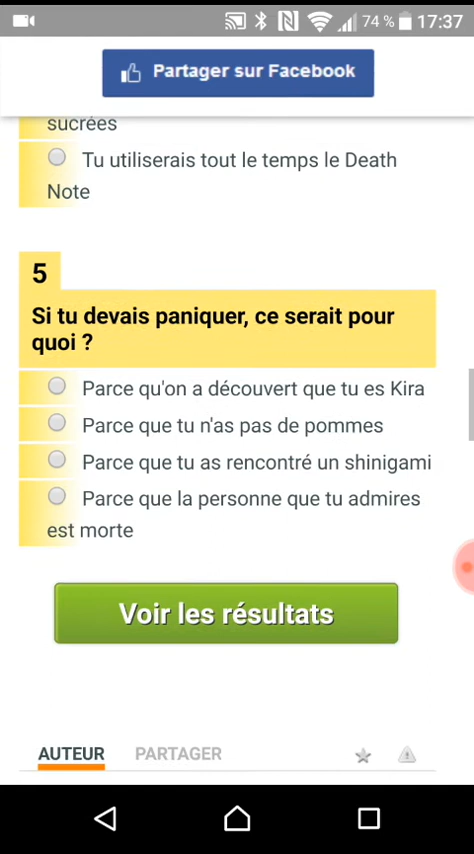 74 % 17:37
Partager sur Facebook
sucrées
Tu utiliserais tout le temps le Death
Note
5
Si tu devais paniquer, ce serait pour
quoi ?
Parce qu'on a découvert que tu es Kira
Parce que tu n'as pas de pommes
Parce que tu as rencontré un shinigami
Parce que la personne que tu admires
est morte
Voir les résultats
AUTEUR PARTAGER